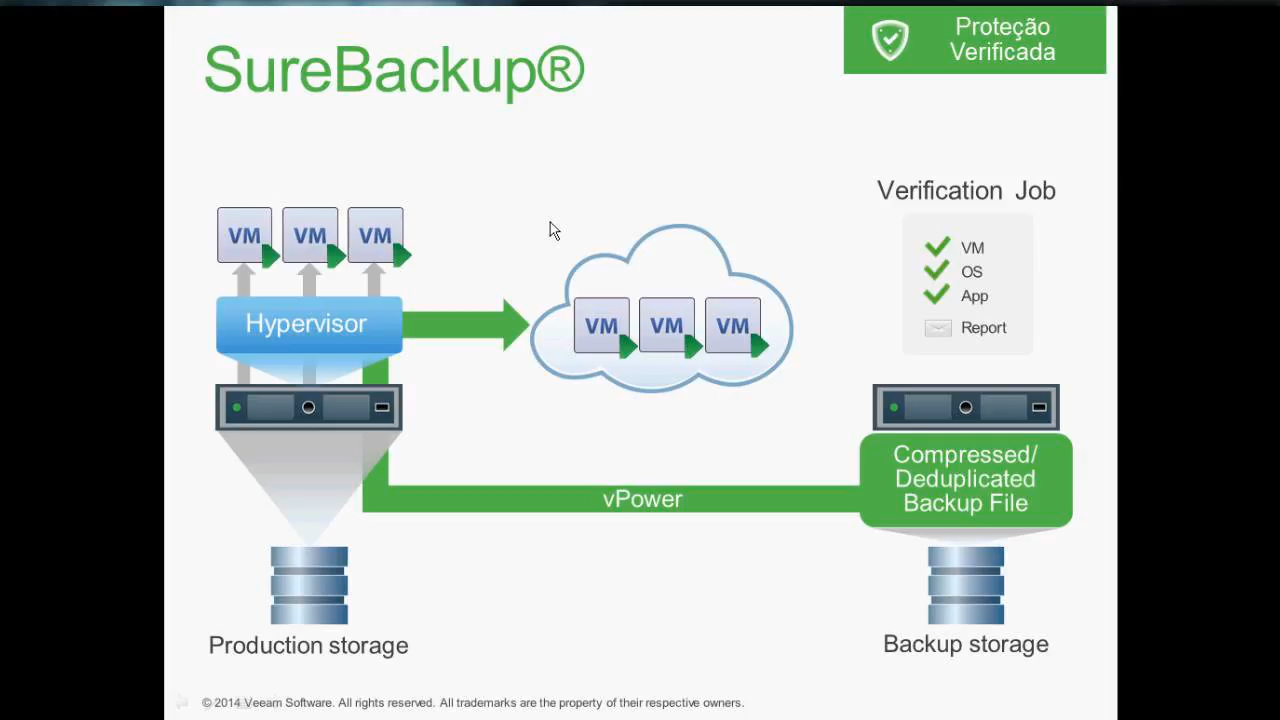 SureBackup®
Proteção
Verificada
Verification Job
VM
OS
App
Report
VM VM VM
Hypervisor
VM VM VM
Compressed/
Deduplicated
Backup File
vPower
Production storage
Backup storage
© 2014 Veeam Software. All rights reserved. All trademarks are the property of their respective owners.